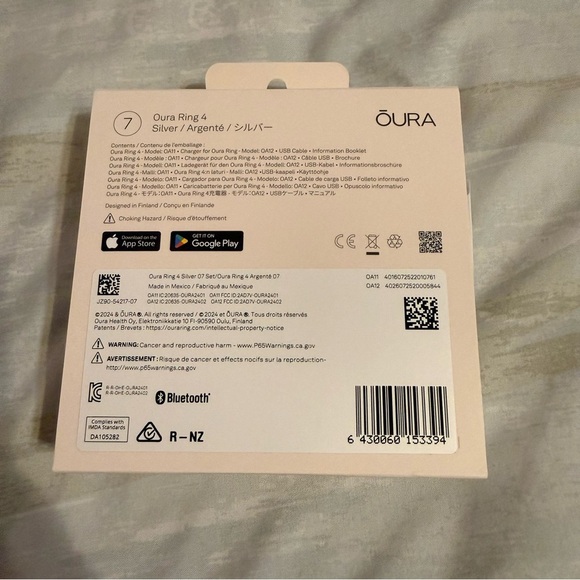 7
Oura Ring 4
Silver / Argenté / シルバー
ŌURA
Contents / Contenu de l'emballage :
Oura Ring 4 - Model: OA11 • Charger for Oura Ring - Model: OA12 • USB Cable • Information Booklet
Oura Ring 4 - Modèle : OA11 • Chargeur pour Oura Ring - Modèle : OA12 • Câble USB • Brochure
Oura Ring 4 - Modell: OA11 • Ladegerät für den Oura Ring 4 - Modell: OA12 • USB-Kabel • Informationsbroschüre
Oura Ring 4 -Malli: OA11 • Oura Ring 4:n laturi - Malli: OA12 • USB-kaapeli •Käyttöohje
Oura Ring 4 - Modelo: OA11 • Cargador para Oura Ring 4 - Modelo: OA12 • Cable de carga USB • Folleto informativo
Oura Ring 4 - Modello: OA11 • Caricabatterie per Oura Ring 4 - Modello: OA12 • Cavo USB • Opuscolo informativo
Oura Ring 4 - モデル:OA11 • Oura Ring 4充電器 - モデル:OA12 • USBケーブル • マニュアル
Designed in Finland / Conçu en Finlande
Choking Hazard / Risque d'étouffement
Download on the
App Store
GET IT ON
Google Play
CE
Oura Ring 4 Silver 07 Set/Oura Ring 4 Argenté 07
Made in Mexico / Fabriqué au Mexique
OA11 IC: 20635-OURA2401 OA11 FCC ID: 2AD7V-OURA2401
OA12 IC: 20635-OURA2402 OA12 FCC ID: 2AD7V-OURA2402
OA11 4016072522010761
OA12 4026072520005844
JZ90-54217-07
© 2024 & ŌURA®. All rights reserved / © 2024 et ŌURA®. Tous droits réservés
Oura Health Oy, Elektroniikkatie 10 FI-90590 Oulu, Finland
Patents / Brevets : https://ouraring.com/intellectual-property-notice
WARNING: Cancer and reproductive harm - www.P65Warnings.ca.gov
AVERTISSEMENT : Risque de cancer et effets nocifs sur la reproduction-
http://www.p65warnings.ca.gov
R-R-OHE-OURA2401
R-R-OHE-OURA2402
Bluetooth®
Complies with
IMDA Standards
DA105282
R-NZ
6 430060 153394